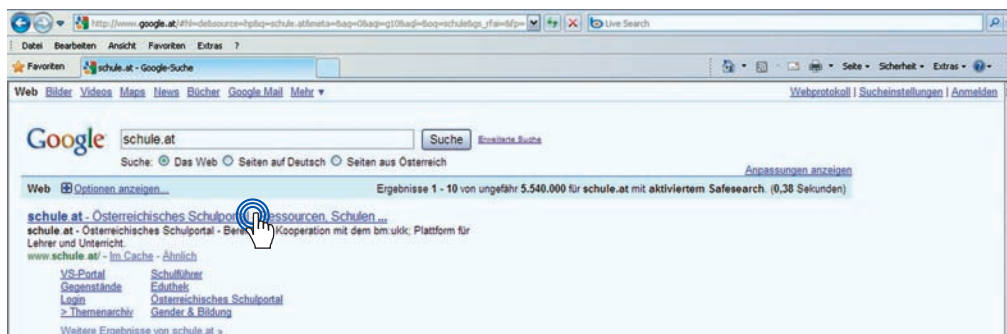 http://www.google.at/#hl=de&source=hp&q=schule.at&meta=&aq=0&aqi=g10&aql=&oq=schule&gs_rfai=&fp=
Live Search
Datei Bearbeiten Ansicht Favoriten Extras ?
Favoriten schule.at - Google-Suche Seite Sicherheit Extras
Web Bilder Videos Maps News Bücher Google Mail Mehr ▼ Webprotokoll | Sucheinstellungen | Anmelden
Google schule.at Suche Erweiterte Suche
Suche: Das Web Seiten auf Deutsch Seiten aus Österreich
Anpassungen anzeigen
Web Optionen anzeigen... Ergebnisse 1 - 10 von ungefähr 5.540.000 für schule.at mit aktiviertem Safesearch. (0,38 Sekunden)
schule.at - Österreichisches Schulportal Ressourcen, Schulen ...
schule.at - Österreichisches Schulportal - Kooperation mit dem bm:ukk; Plattform für
Lehrer und Unterricht.
www.schule.at/ - Im Cache - Ähnlich
VS-Portal Schulführer
Gegenstände Eduthek
Login Österreichisches Schulportal
> Themenarchiv Gender & Bildung
Weitere Ergebnisse von schule.at »